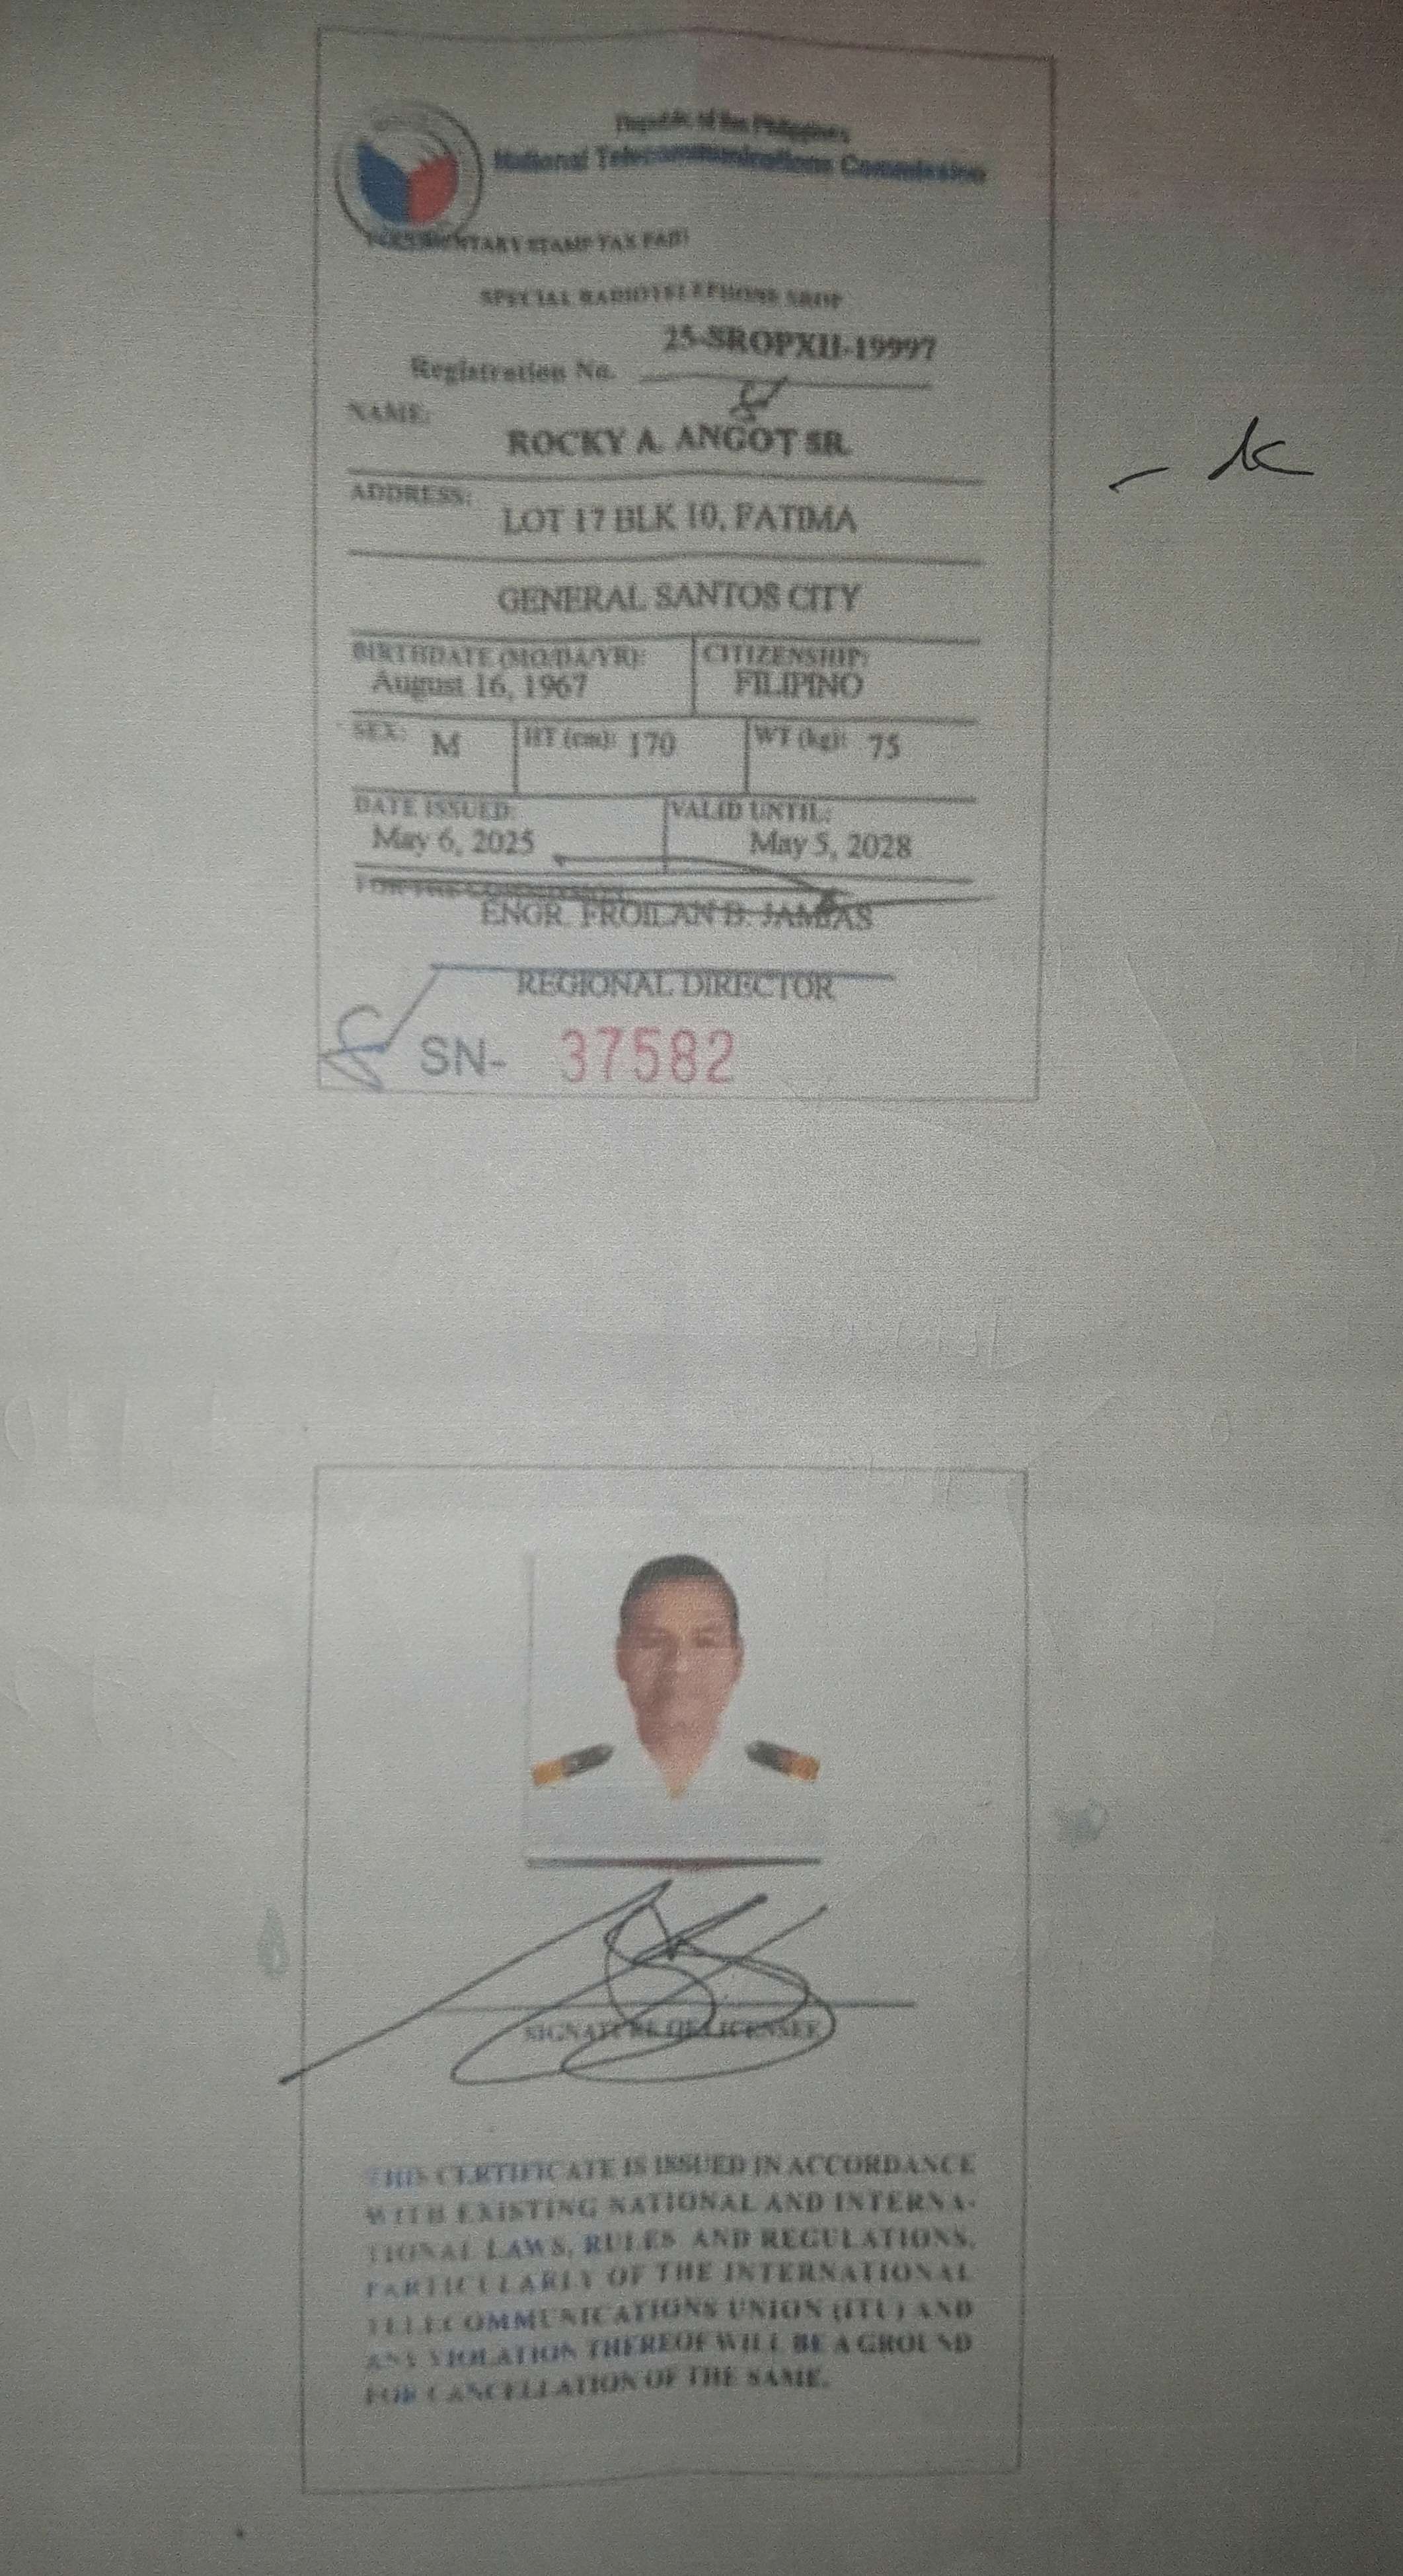 Republic of the Philippines
National Telecommunications Commission
DOCUMENTARY STAMP TAX PAID
SPECIAL RADIOTELEPHONE SROP
25-SROPXII-19997
Registration No.
NAME:
ROCKY A. ANGOT SR.
ADDRESS:
LOT 17 BLK 10, FATIMA
GENERAL SANTOS CITY
BIRTHDATE (MO/DA/YR): CITIZENSHIP:
August 16, 1967 FILIPINO
SEX: M HT (cm): 170 WT (kg): 75
DATE ISSUED: VALID UNTIL:
May 6, 2025 May 5, 2028
FOR THE COMMISSION:
ENGR. FROILAN B. JAMIAS
REGIONAL DIRECTOR
SN- 37582
SIGNATURE OF LICENSEE
THIS CERTIFICATE IS ISSUED IN ACCORDANCE
WITH EXISTING NATIONAL AND INTERNA-
TIONAL LAWS, RULES AND REGULATIONS,
PARTICULARLY OF THE INTERNATIONAL
TELECOMMUNICATIONS UNION (ITU) AND
ANY VIOLATION THEREOF WILL BE A GROUND
FOR CANCELLATION OF THE SAME.